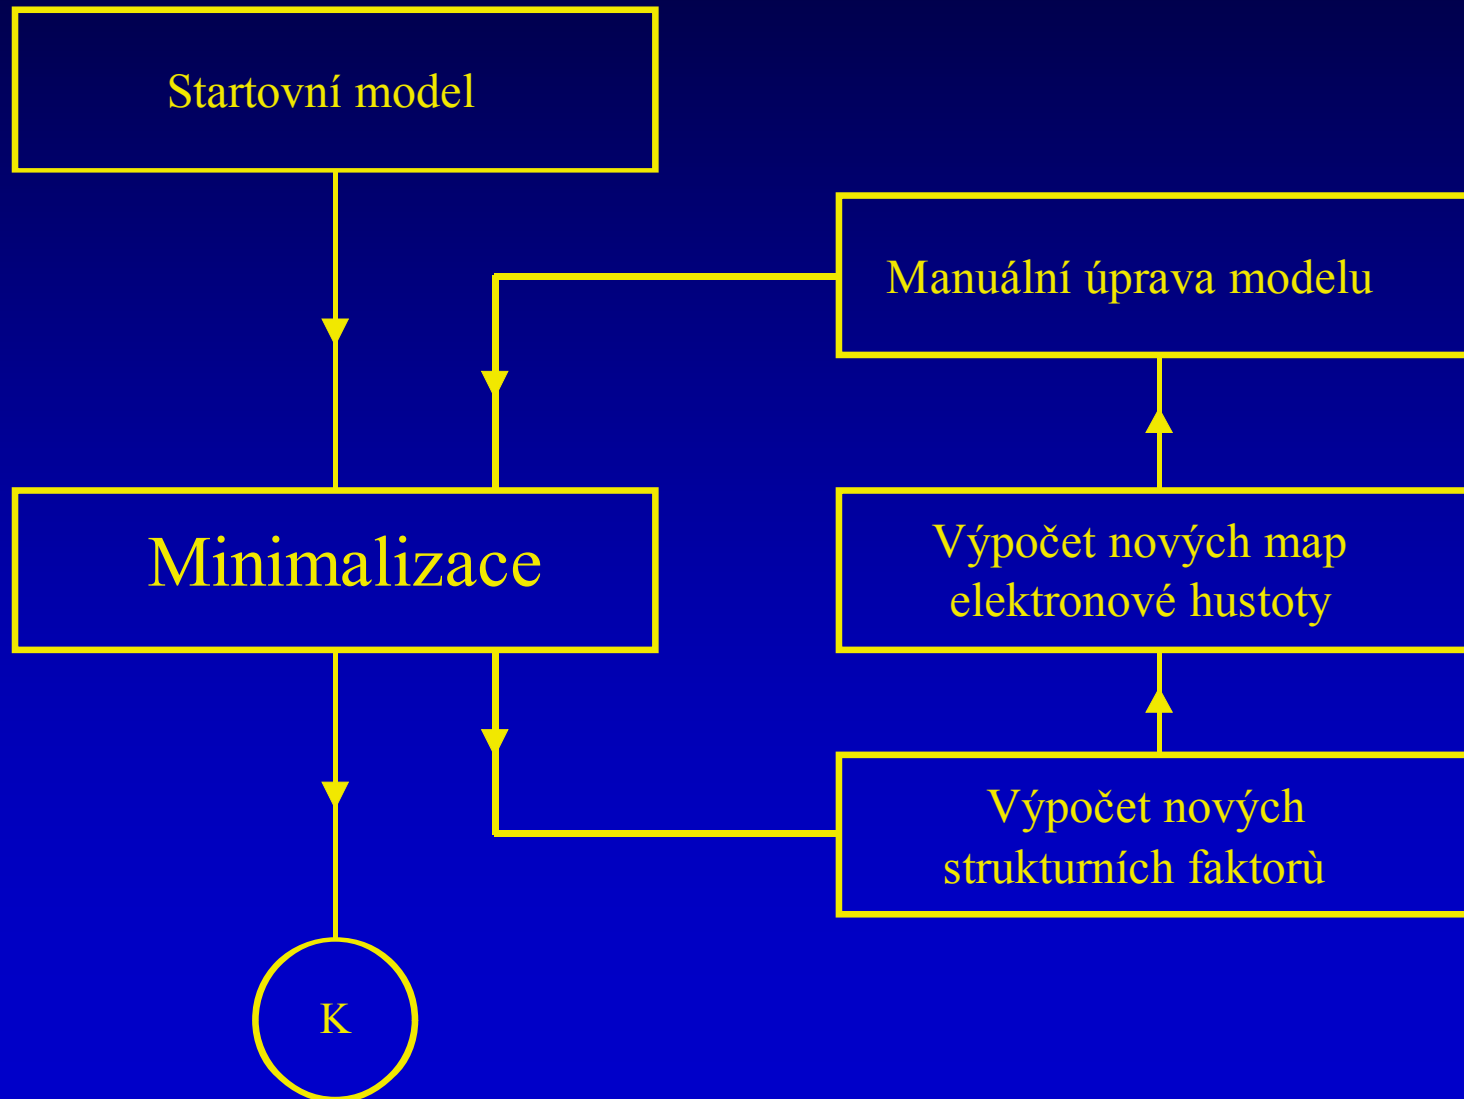 Startovní model
Manuální úprava modelu
Minimalizace
Výpočet nových map
elektronové hustoty
Výpočet nových
strukturních faktorù
K